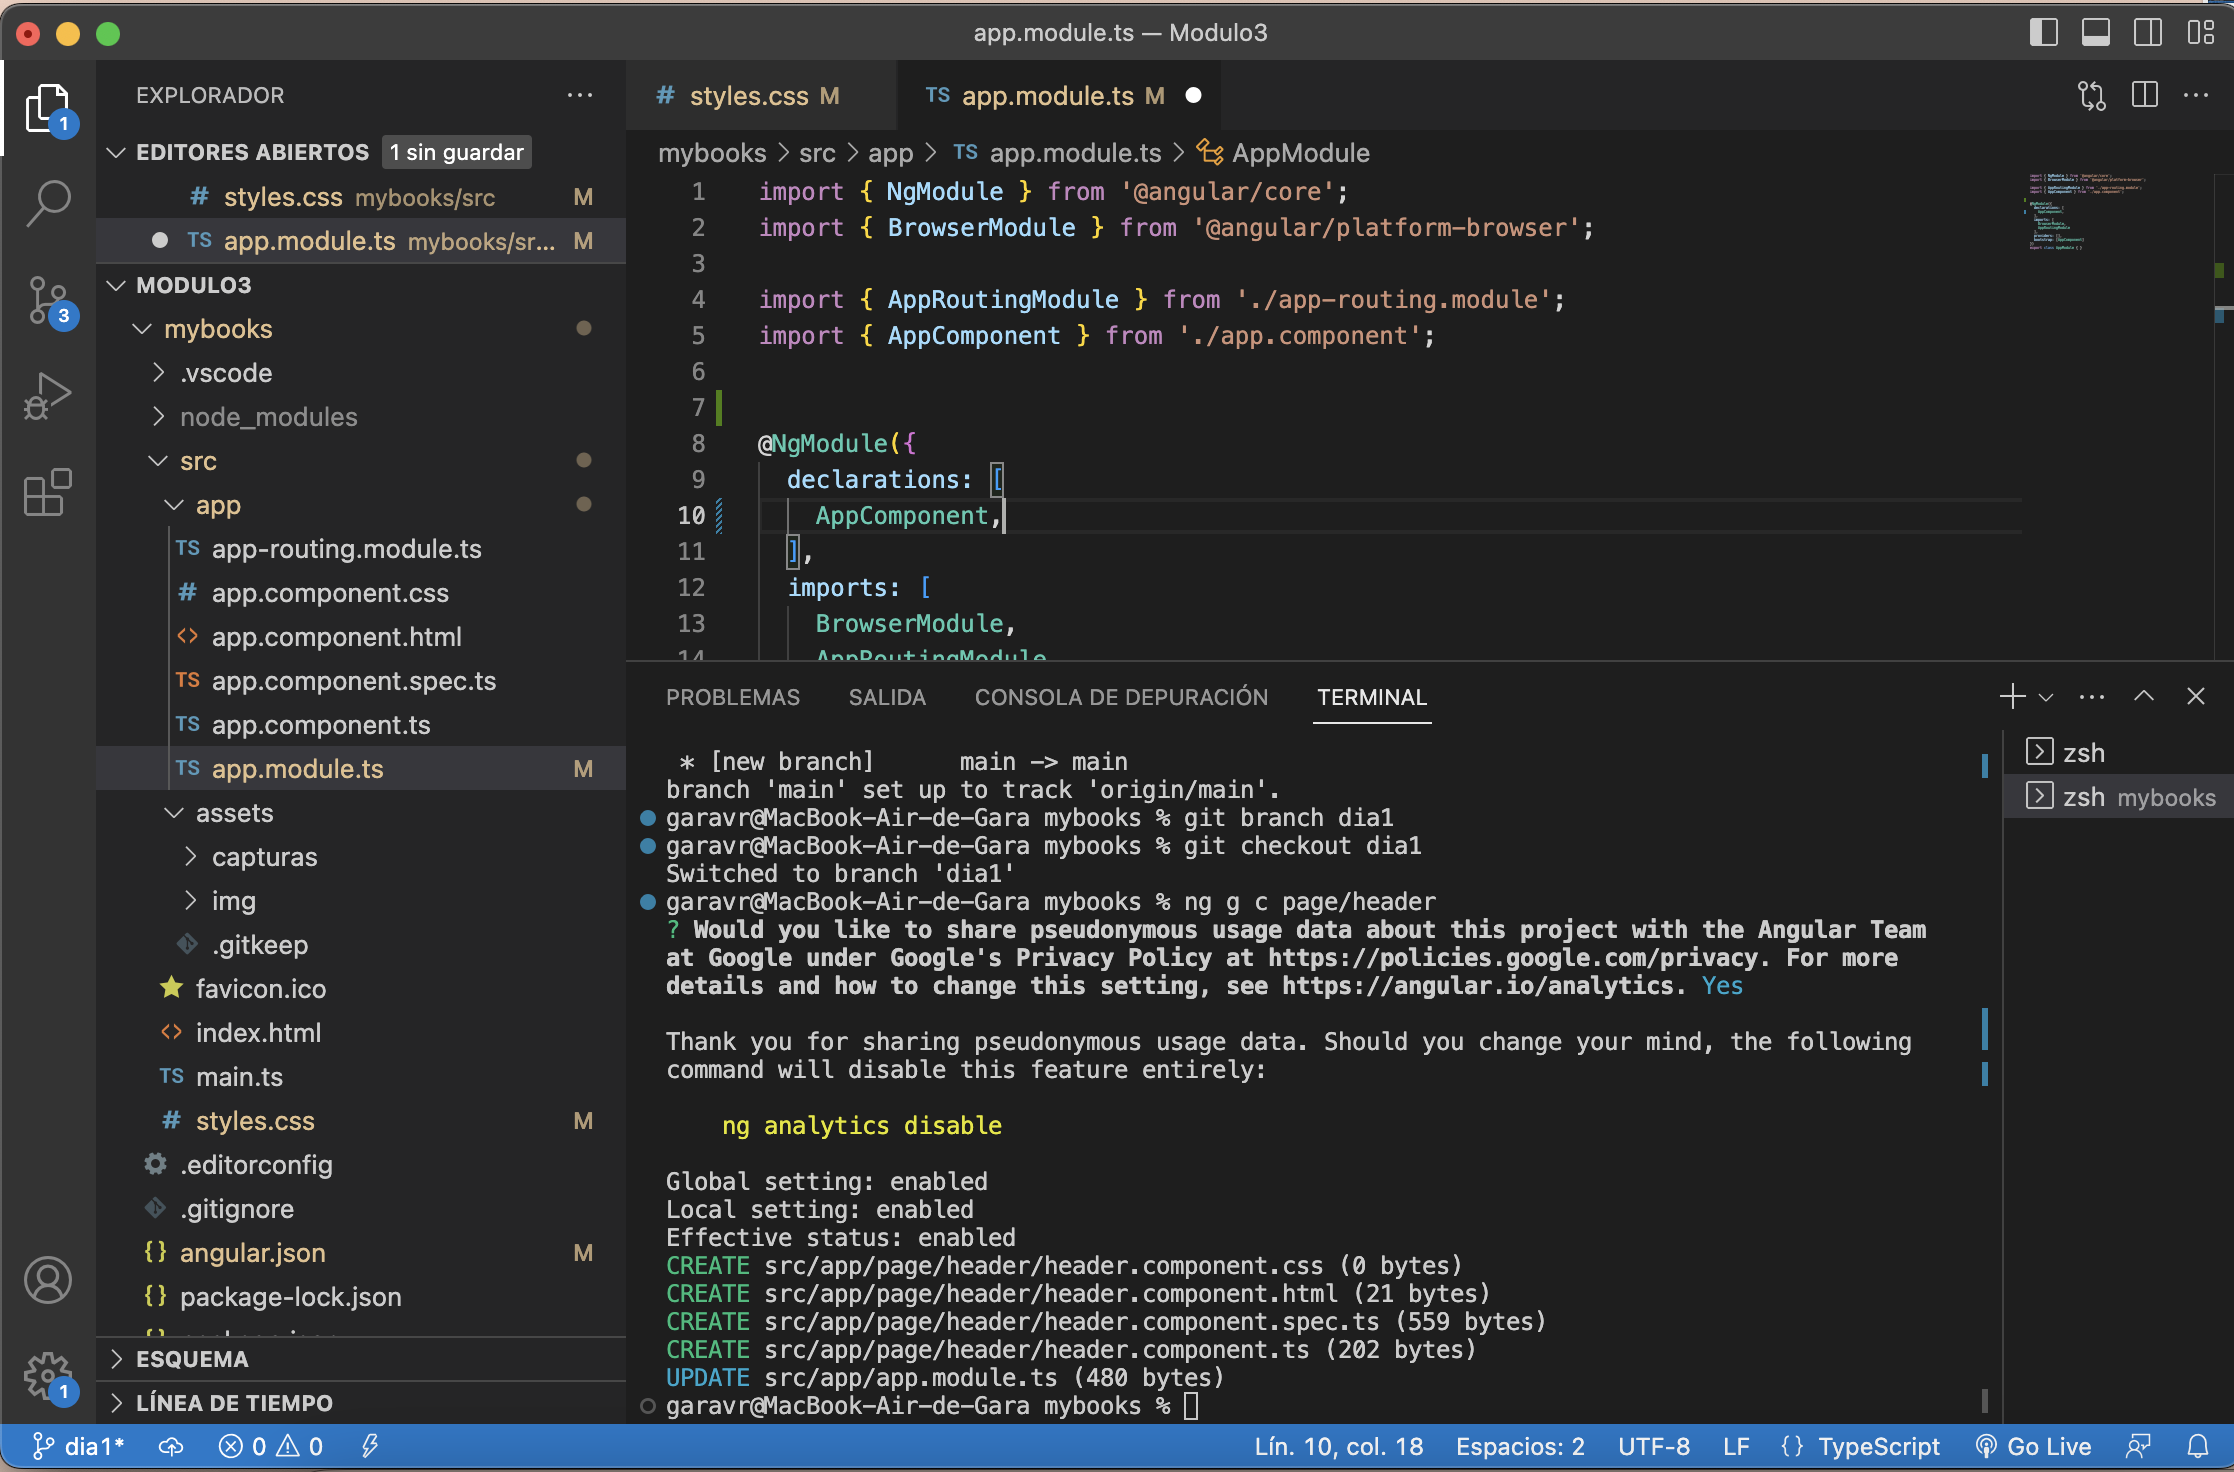 app.module.ts — Modulo3
EXPLORADOR
EDITORES ABIERTOS 1 sin guardar
# styles.css mybooks/src M
TS app.module.ts mybooks/sr... M
MODULO3
mybooks
.vscode
node_modules
src
app
TS app-routing.module.ts
# app.component.css
<> app.component.html
TS app.component.spec.ts
TS app.component.ts
TS app.module.ts M
assets
capturas
img
.gitkeep
favicon.ico
<> index.html
TS main.ts
# styles.css M
.editorconfig
.gitignore
{} angular.json M
{} package-lock.json
ESQUEMA
LÍNEA DE TIEMPO
1
3
1
# styles.css M
TS app.module.ts M
mybooks > src > app > TS app.module.ts > AppModule
1 import { NgModule } from '@angular/core';
2 import { BrowserModule } from '@angular/platform-browser';
3
4 import { AppRoutingModule } from './app-routing.module';
5 import { AppComponent } from './app.component';
6
7
8 @NgModule({
9 declarations: [
10 AppComponent,
11 ],
12 imports: [
13 BrowserModule,
14 AppRoutingModule
PROBLEMAS SALIDA CONSOLA DE DEPURACIÓN TERMINAL
* [new branch] main -> main
branch 'main' set up to track 'origin/main'.
garavr@MacBook-Air-de-Gara mybooks % git branch dia1
garavr@MacBook-Air-de-Gara mybooks % git checkout dia1
Switched to branch 'dia1'
garavr@MacBook-Air-de-Gara mybooks % ng g c page/header
? Would you like to share pseudonymous usage data about this project with the Angular Team
at Google under Google's Privacy Policy at https://policies.google.com/privacy. For more
details and how to change this setting, see https://angular.io/analytics. Yes
Thank you for sharing pseudonymous usage data. Should you change your mind, the following
command will disable this feature entirely:
ng analytics disable
Global setting: enabled
Local setting: enabled
Effective status: enabled
CREATE src/app/page/header/header.component.css (0 bytes)
CREATE src/app/page/header/header.component.html (21 bytes)
CREATE src/app/page/header/header.component.spec.ts (559 bytes)
CREATE src/app/page/header/header.component.ts (202 bytes)
UPDATE src/app/app.module.ts (480 bytes)
garavr@MacBook-Air-de-Gara mybooks %
zsh
zsh mybooks
dia1* 0 0
Lín. 10, col. 18 Espacios: 2 UTF-8 LF {} TypeScript Go Live